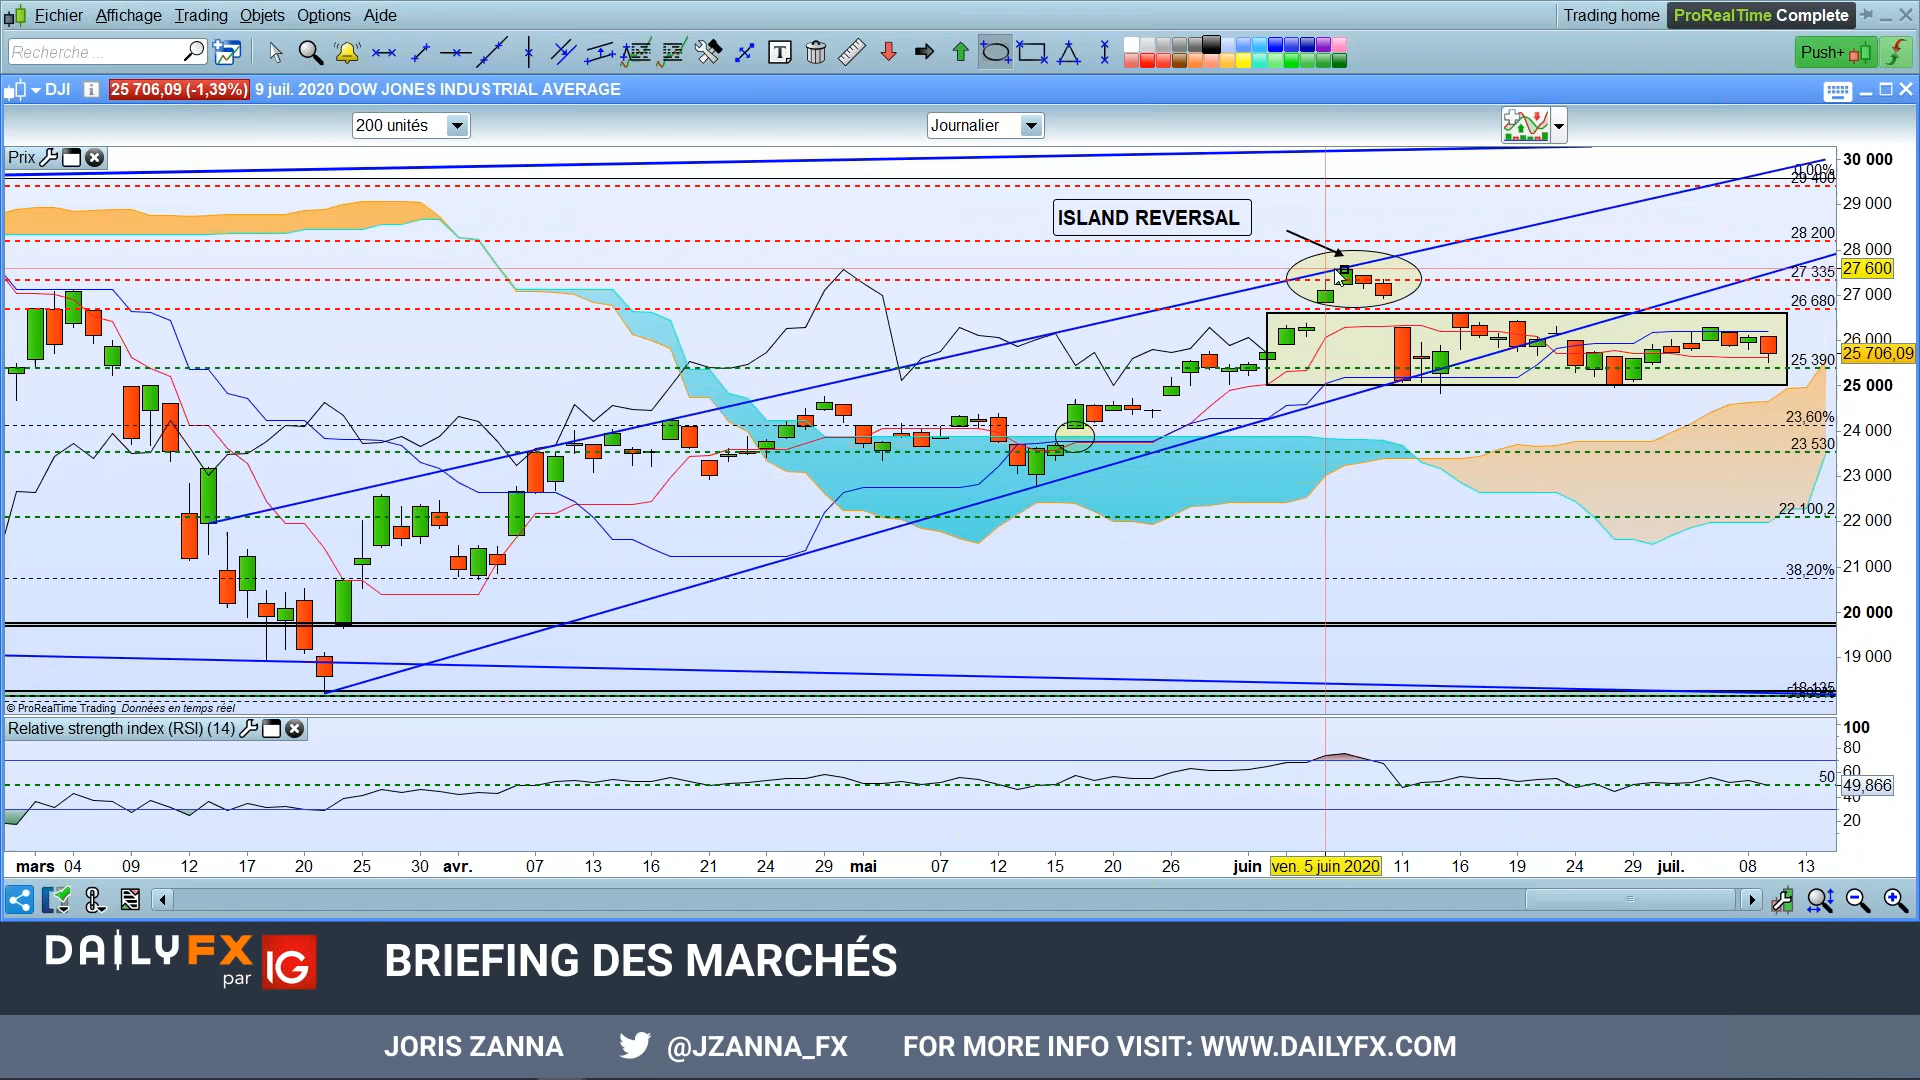 Fichier Affichage Trading Objets Options Aide
Trading home ProRealTime Complete
Recherche...
T
Push+
DJI i 25 706,09 (-1,39%) 9 juil. 2020 DOW JONES INDUSTRIAL AVERAGE
200 unités Journalier
Prix
30 000
0,00%
29 400
29 000
ISLAND REVERSAL
28 200
28 000
27 335
27 600
27 000
26 680
26 000
25 706,09
25 390
25 000
23,60%
24 000
23 530
23 000
22 100,2
22 000
38,20%
21 000
20 000
19 000
18 135
© ProRealTime Trading Données en temps réel
Relative strength index (RSI) (14)
100
80
60
50
49,866
40
20
mars 04 09 12 17 20 25 30 avr. 07 13 16 21 24 29 mai 07 12 15 20 26 juin ven. 5 juin 2020 11 16 19 24 29 juil. 08 13
DAILYFX
par IG
BRIEFING DES MARCHÉS
JORIS ZANNA @JZANNA_FX FOR MORE INFO VISIT: WWW.DAILYFX.COM